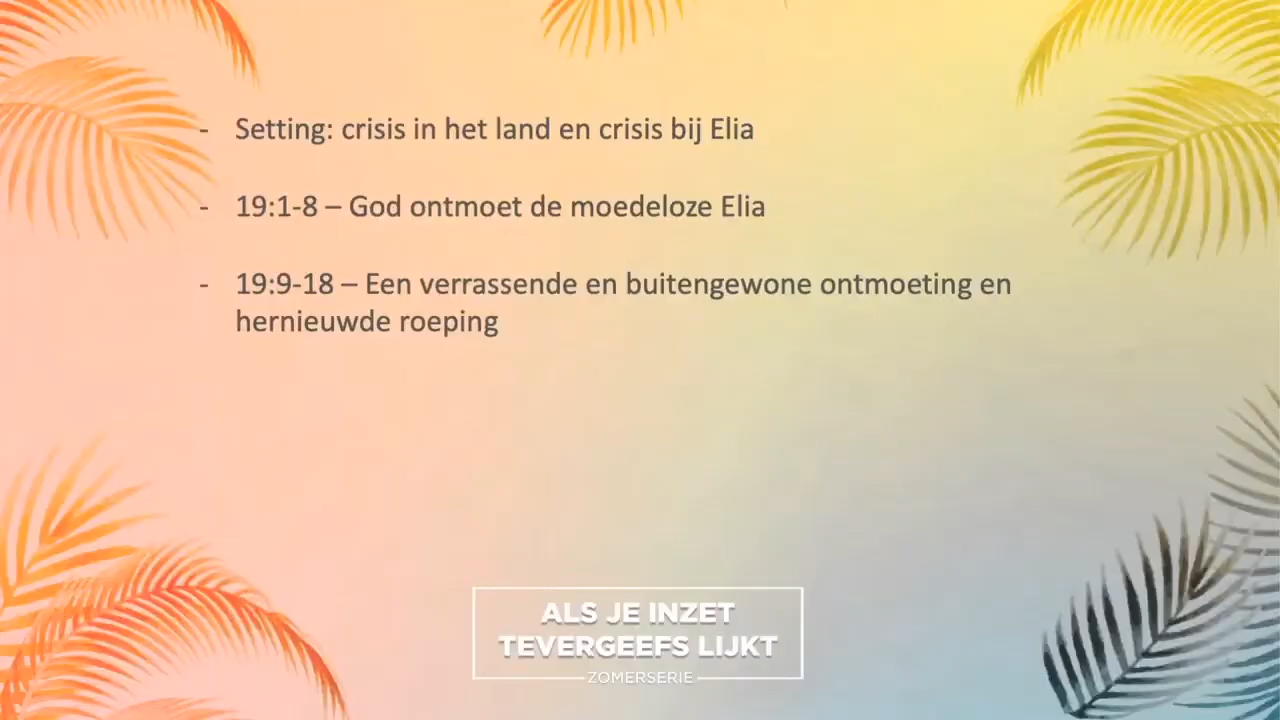 - Setting: crisis in het land en crisis bij Elia
- 19:1-8 – God ontmoet de moedeloze Elia
- 19:9-18 – Een verrassende en buitengewone ontmoeting en
hernieuwde roeping
ALS JE INZET
TEVERGEEFS LIJKT
ZOMERSERIE